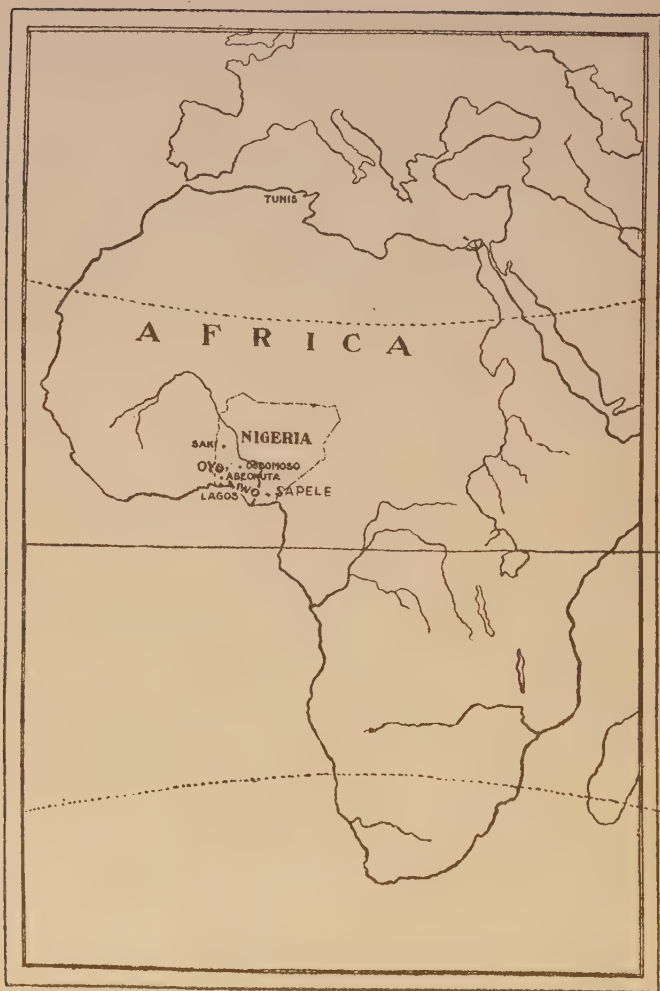 TUNIS
AFRICA
NIGERIA
SAKI
OYO
OGBOMOSO
ABEOKUTA
IWO
SAPELE
LAGOS